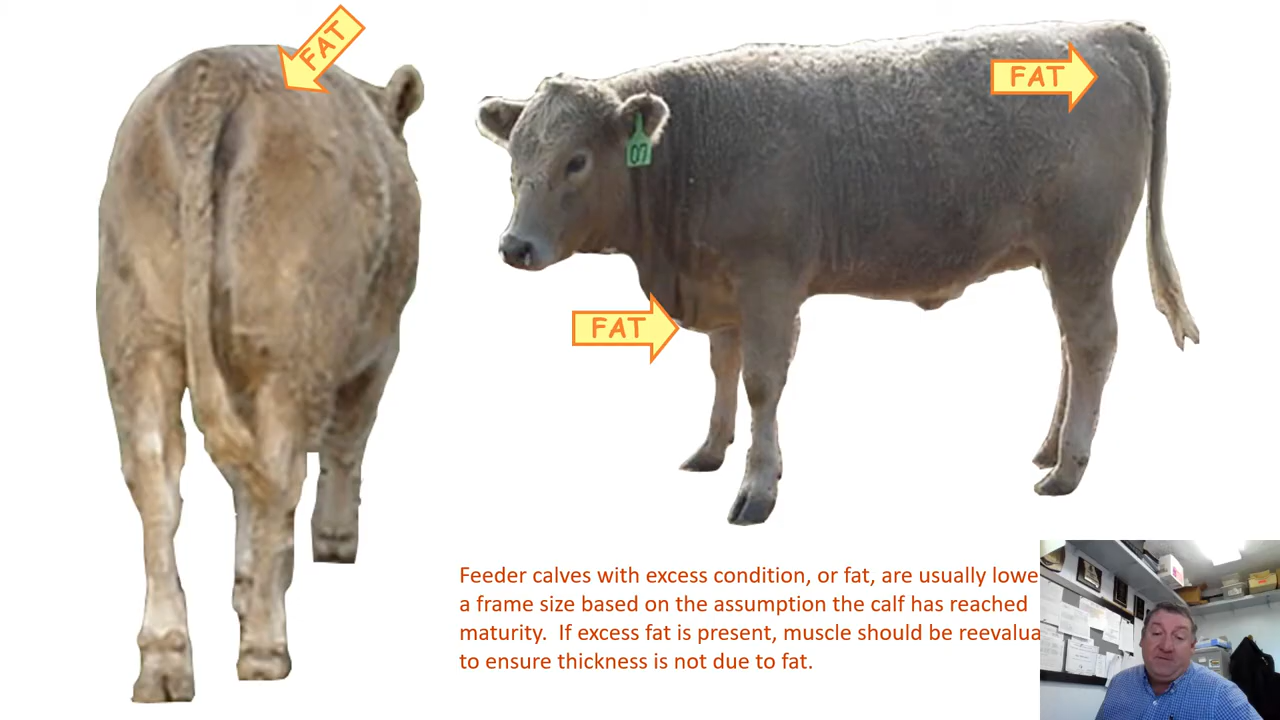 FAT
FAT
07
FAT
Feeder calves with excess condition, or fat, are usually lowe
a frame size based on the assumption the calf has reached
maturity. If excess fat is present, muscle should be reevalua
to ensure thickness is not due to fat.